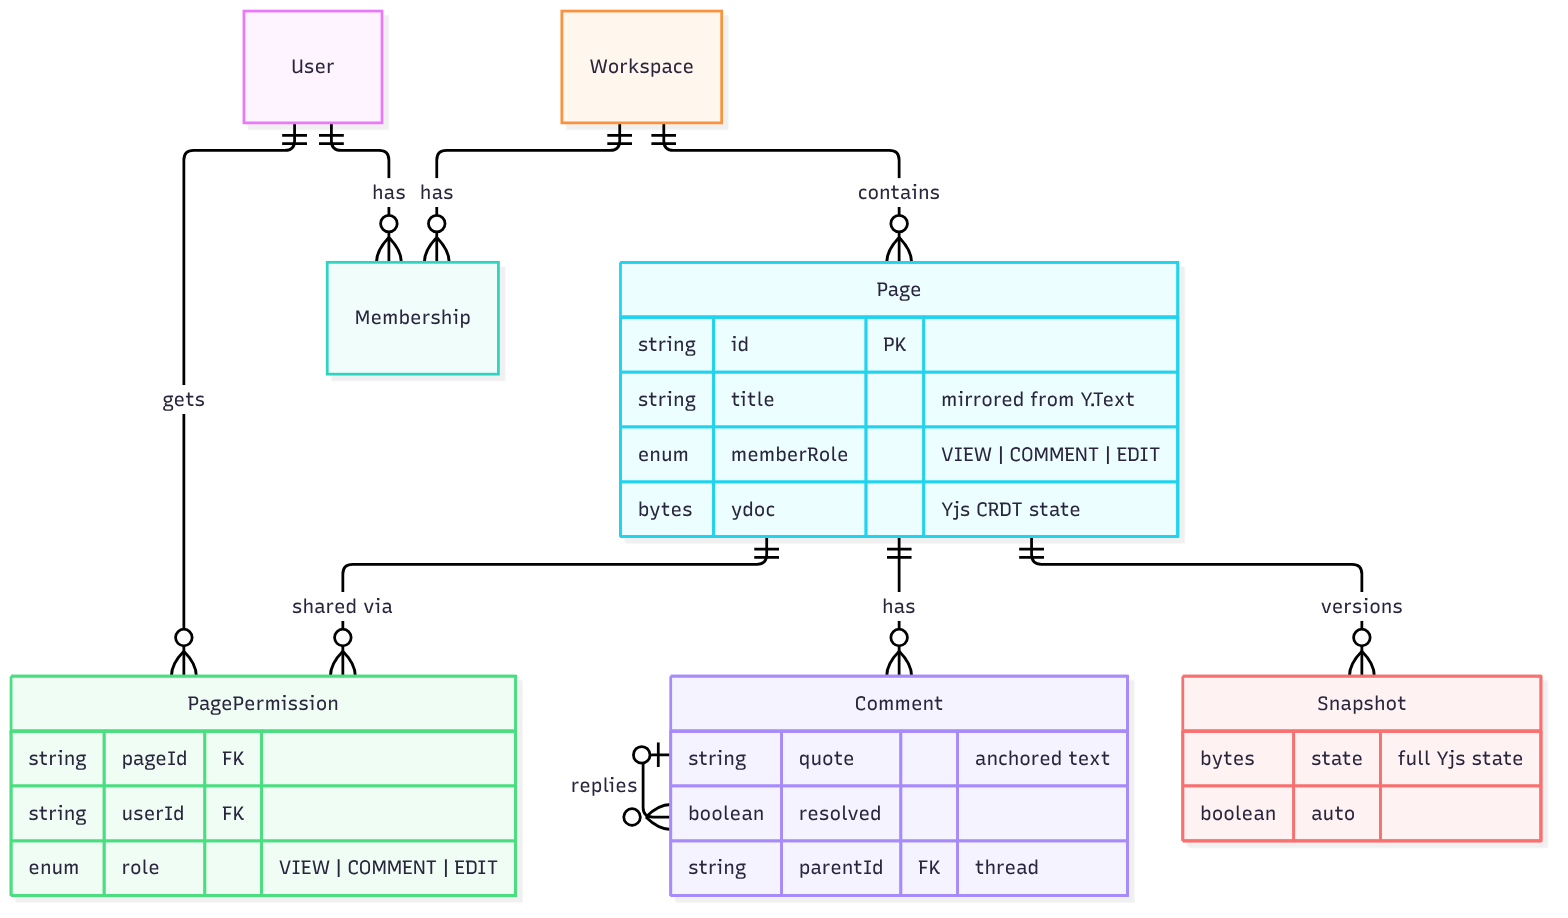 User
Workspace
has
has
contains
Page
string id PK
string title mirrored from Y.Text
enum memberRole VIEW | COMMENT | EDIT
bytes ydoc Yjs CRDT state
Membership
gets
shared via
has
versions
PagePermission
string pageId FK
string userId FK
enum role VIEW | COMMENT | EDIT
replies
Comment
string quote anchored text
boolean resolved
string parentId FK thread
Snapshot
bytes state full Yjs state
boolean auto